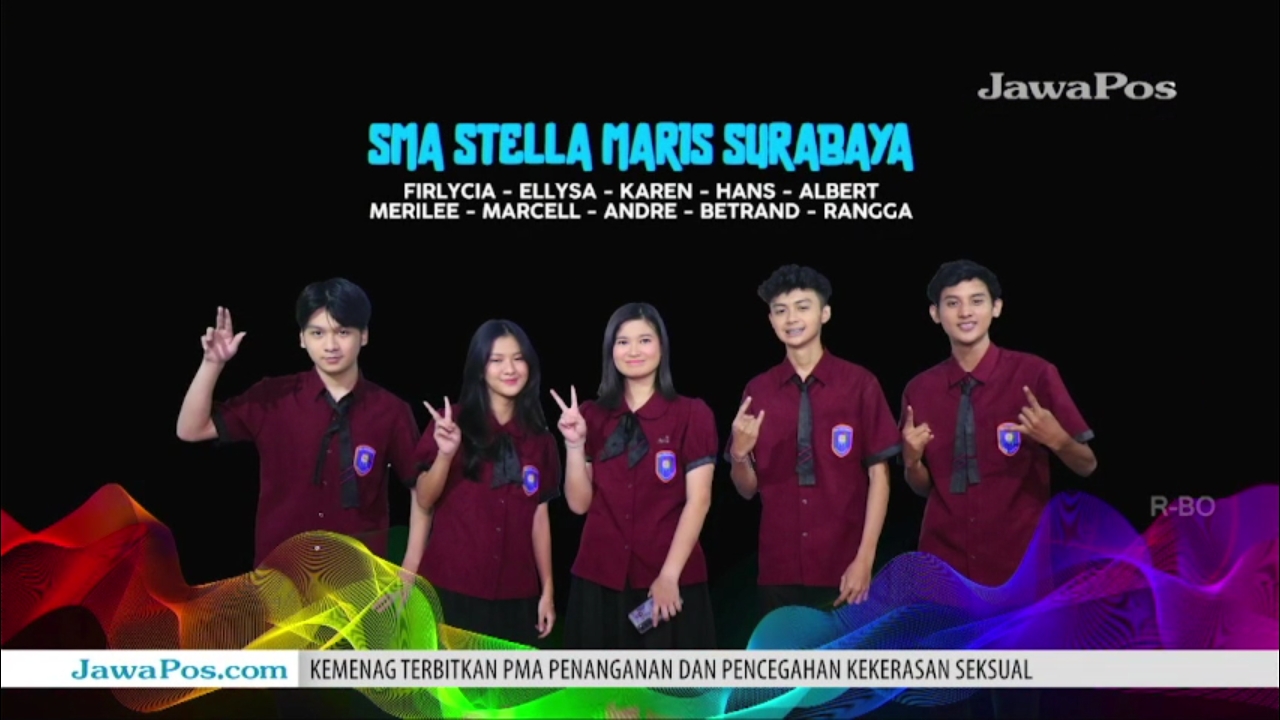 JawaPos
SMA STELLA MARIS SURABAYA
FIRLYCIA - ELLYSA - KAREN - HANS - ALBERT
MERILEE - MARCELL - ANDRE - BETRAND - RANGGA
R-BO
JawaPos.com
KEMENAG TERBITKAN PMA PENANGANAN DAN PENCEGAHAN KEKERASAN SEKSUAL